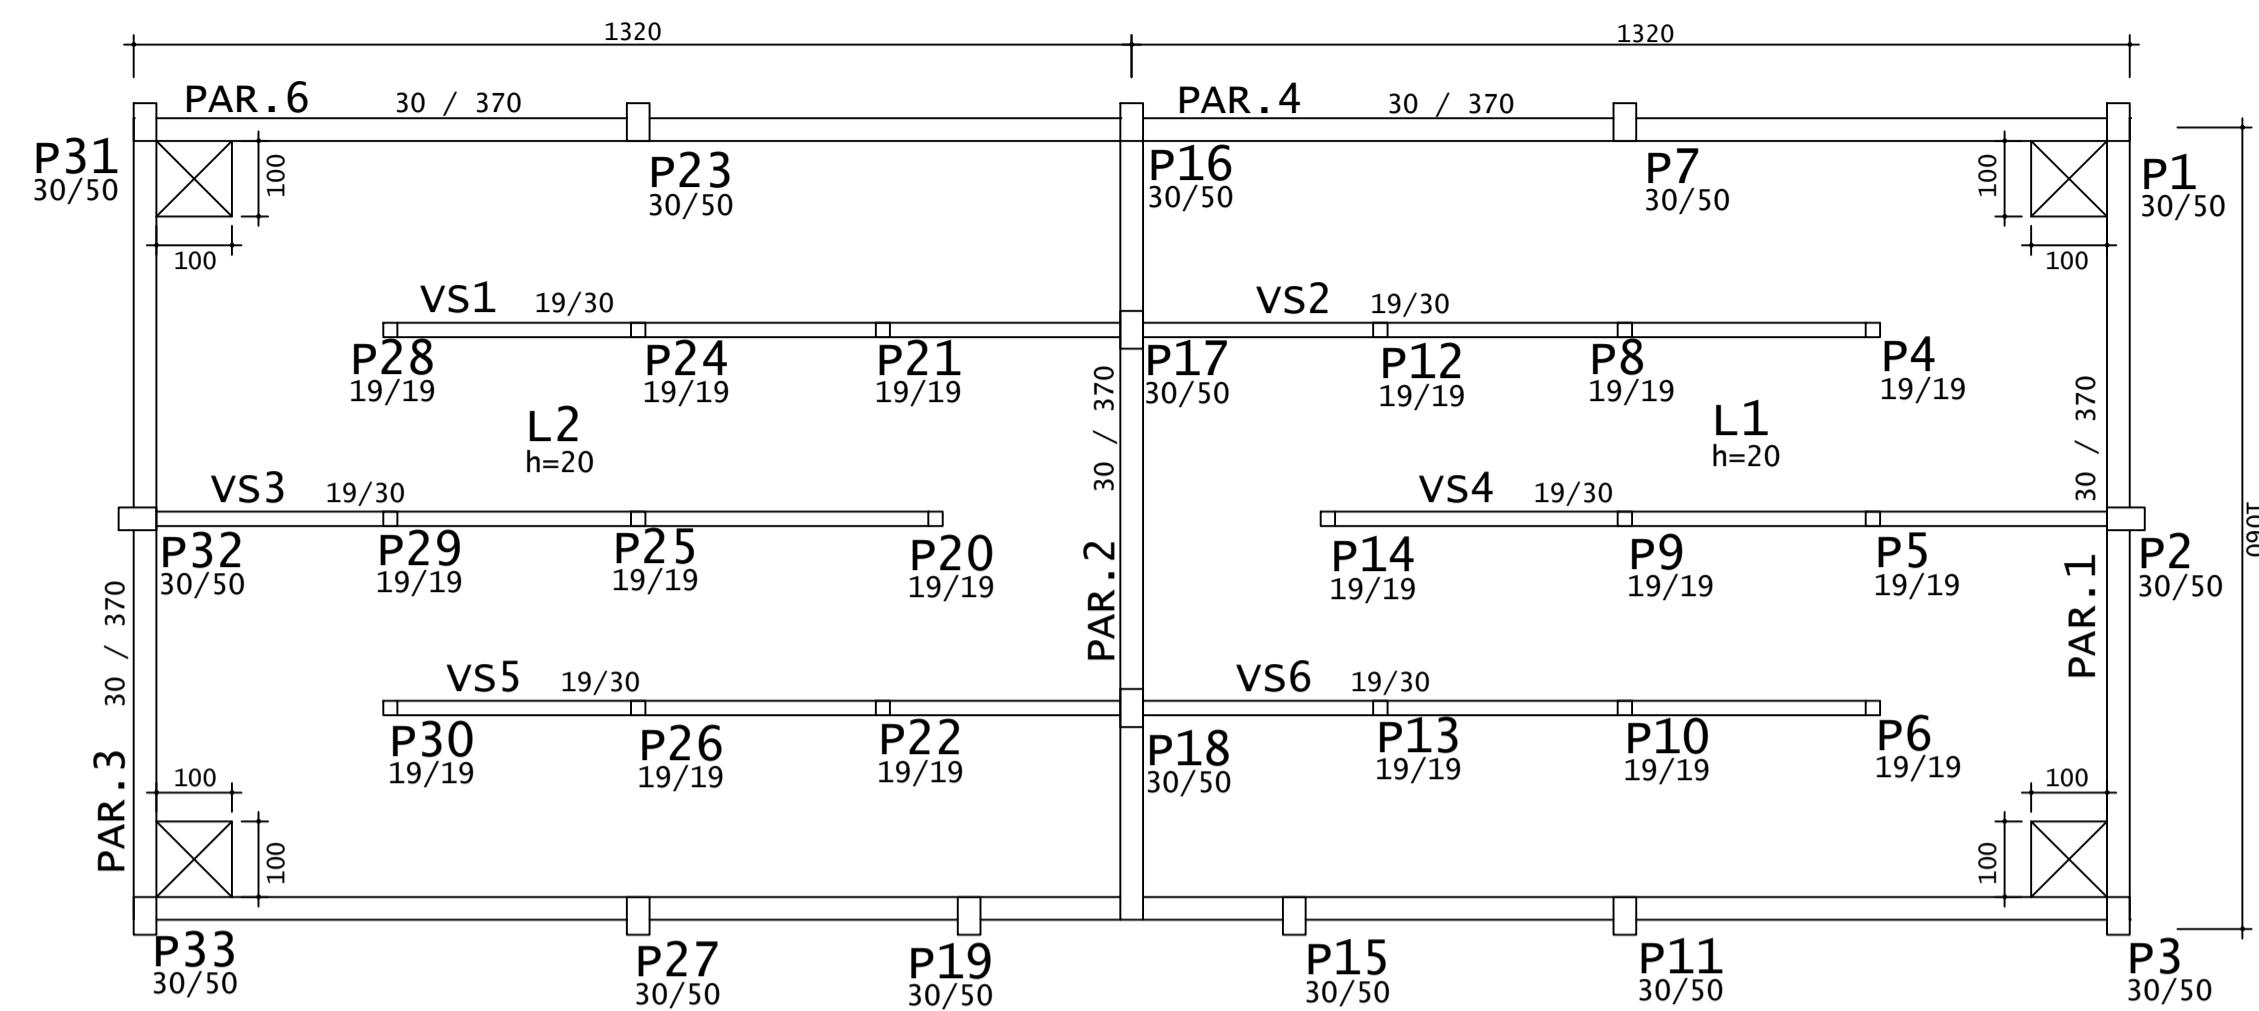 1320
1320
PAR.6 30 / 370
PAR.4 30 / 370
P31
30/50
100
100
P23
30/50
P16
30/50
P7
30/50
100
100
P1
30/50
VS1 19/30
VS2 19/30
P28
19/19
P24
19/19
P21
19/19
P17
30/50
P12
19/19
P8
19/19
P4
19/19
L2
h=20
30 / 370
PAR.2
L1
h=20
30 / 370
PAR.1
1060
VS3 19/30
VS4 19/30
P32
30/50
P29
19/19
P25
19/19
P20
19/19
P14
19/19
P9
19/19
P5
19/19
P2
30/50
30 / 370
PAR.3
VS5 19/30
VS6 19/30
P30
19/19
P26
19/19
P22
19/19
P18
30/50
P13
19/19
P10
19/19
P6
19/19
100
100
100
100
P33
30/50
P27
30/50
P19
30/50
P15
30/50
P11
30/50
P3
30/50